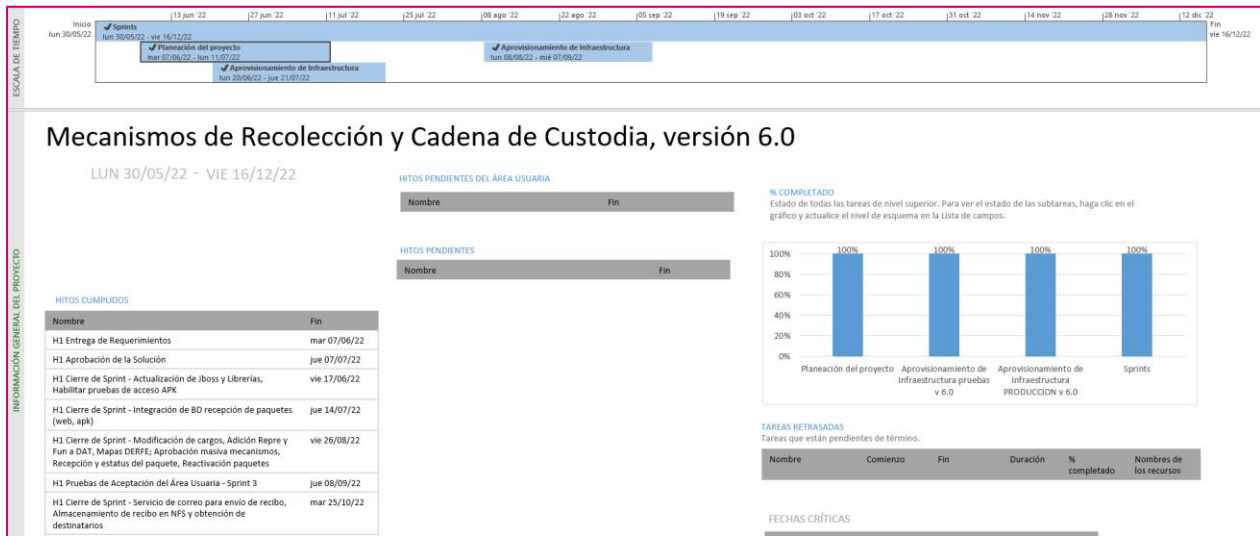 ESCALA DE TIEMPO
|13 jun '22 |27 jun '22 |11 jul '22 |25 jul '22 |08 ago '22 |22 ago '22 |05 sep '22 |19 sep '22 |03 oct '22 |17 oct '22 |31 oct '22 |14 nov '22 |28 nov '22 |12 dic '22
Inicio
lun 30/05/22
✔Sprints
lun 30/05/22 - vie 16/12/22
Fin
vie 16/12/22
✔Planeación del proyecto
mar 07/06/22 - lun 11/07/22
✔Aprovisionamiento de Infraestructura
lun 08/08/22 - mié 07/09/22
✔Aprovisionamiento de Infraestructura
lun 20/06/22 - jue 21/07/22
INFORMACIÓN GENERAL DEL PROYECTO
Mecanismos de Recolección y Cadena de Custodia, versión 6.0
LUN 30/05/22 - VIE 16/12/22
HITOS CUMPLIDOS
Nombre Fin
H1 Entrega de Requerimientos mar 07/06/22
H1 Aprobación de la Solución jue 07/07/22
H1 Cierre de Sprint - Actualización de Jboss y Librerías, vie 17/06/22
Habilitar pruebas de acceso APK
H1 Cierre de Sprint - Integración de BD recepción de paquetes jue 14/07/22
(web, apk)
H1 Cierre de Sprint - Modificación de cargos, Adición Repre y vie 26/08/22
Fun a DAT, Mapas DERFE; Aprobación masiva mecanismos,
Recepción y estatus del paquete, Reactivación paquetes
H1 Pruebas de Aceptación del Área Usuaria - Sprint 3 jue 08/09/22
H1 Cierre de Sprint - Servicio de correo para envío de recibo, mar 25/10/22
Almacenamiento de recibo en NFS y obtención de
destinatarios
HITOS PENDIENTES DEL ÁREA USUARIA
Nombre Fin
HITOS PENDIENTES
Nombre Fin
% COMPLETADO
Estado de todas las tareas de nivel superior. Para ver el estado de las subtareas, haga clic en el
gráfico y actualice el nivel de esquema en la Lista de campos.
100% 100% 100% 100%
100%
80%
60%
40%
20%
0%
Planeación del proyecto
Aprovisionamiento de
Infraestructura pruebas
v 6.0
Aprovisionamiento de
Infraestructura
PRODUCCION v 6.0
Sprints
TAREAS RETRASADAS
Tareas que están pendientes de término.
Nombre Comienzo Fin Duración % completado Nombres de los recursos
FECHAS CRÍTICAS